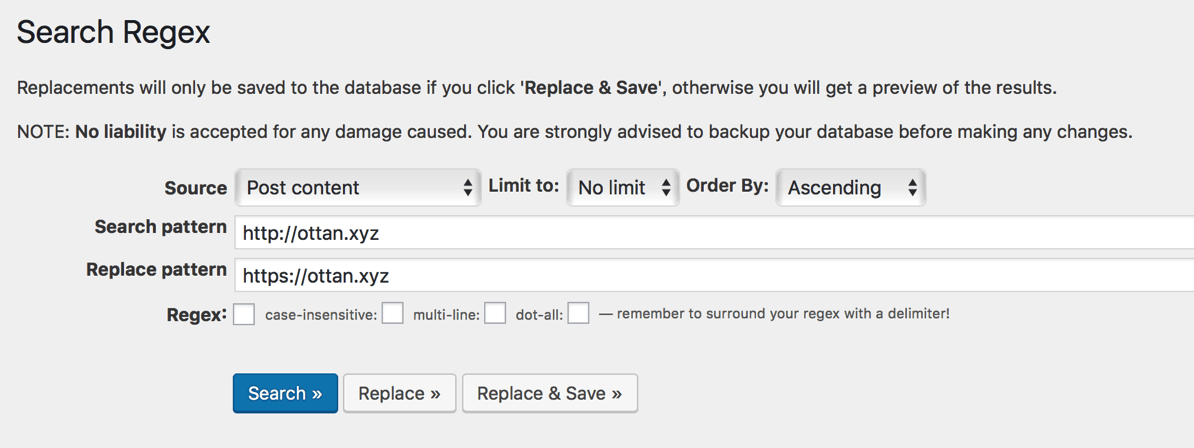 Search Regex
Replacements will only be saved to the database if you click 'Replace & Save', otherwise you will get a preview of the results.
NOTE: No liability is accepted for any damage caused. You are strongly advised to backup your database before making any changes.
Source Post content Limit to: No limit Order By: Ascending
Search pattern http://ottan.xyz
Replace pattern https://ottan.xyz
Regex: case-insensitive: multi-line: dot-all: — remember to surround your regex with a delimiter!
Search » Replace » Replace & Save »